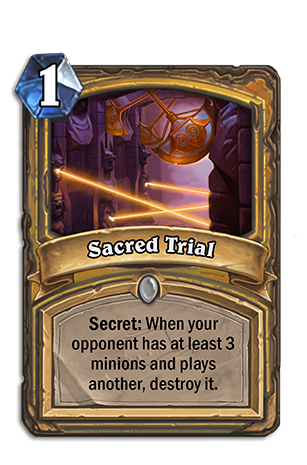 1
Sacred Trial
Secret: When your
opponent has at least 3
minions and plays
another, destroy it.